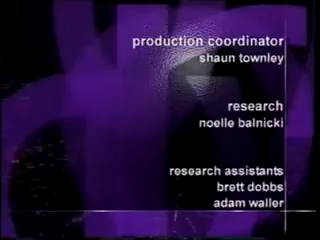 production coordinator
shaun townley
research
noelle balnicki
research assistants
brett dobbs
adam waller